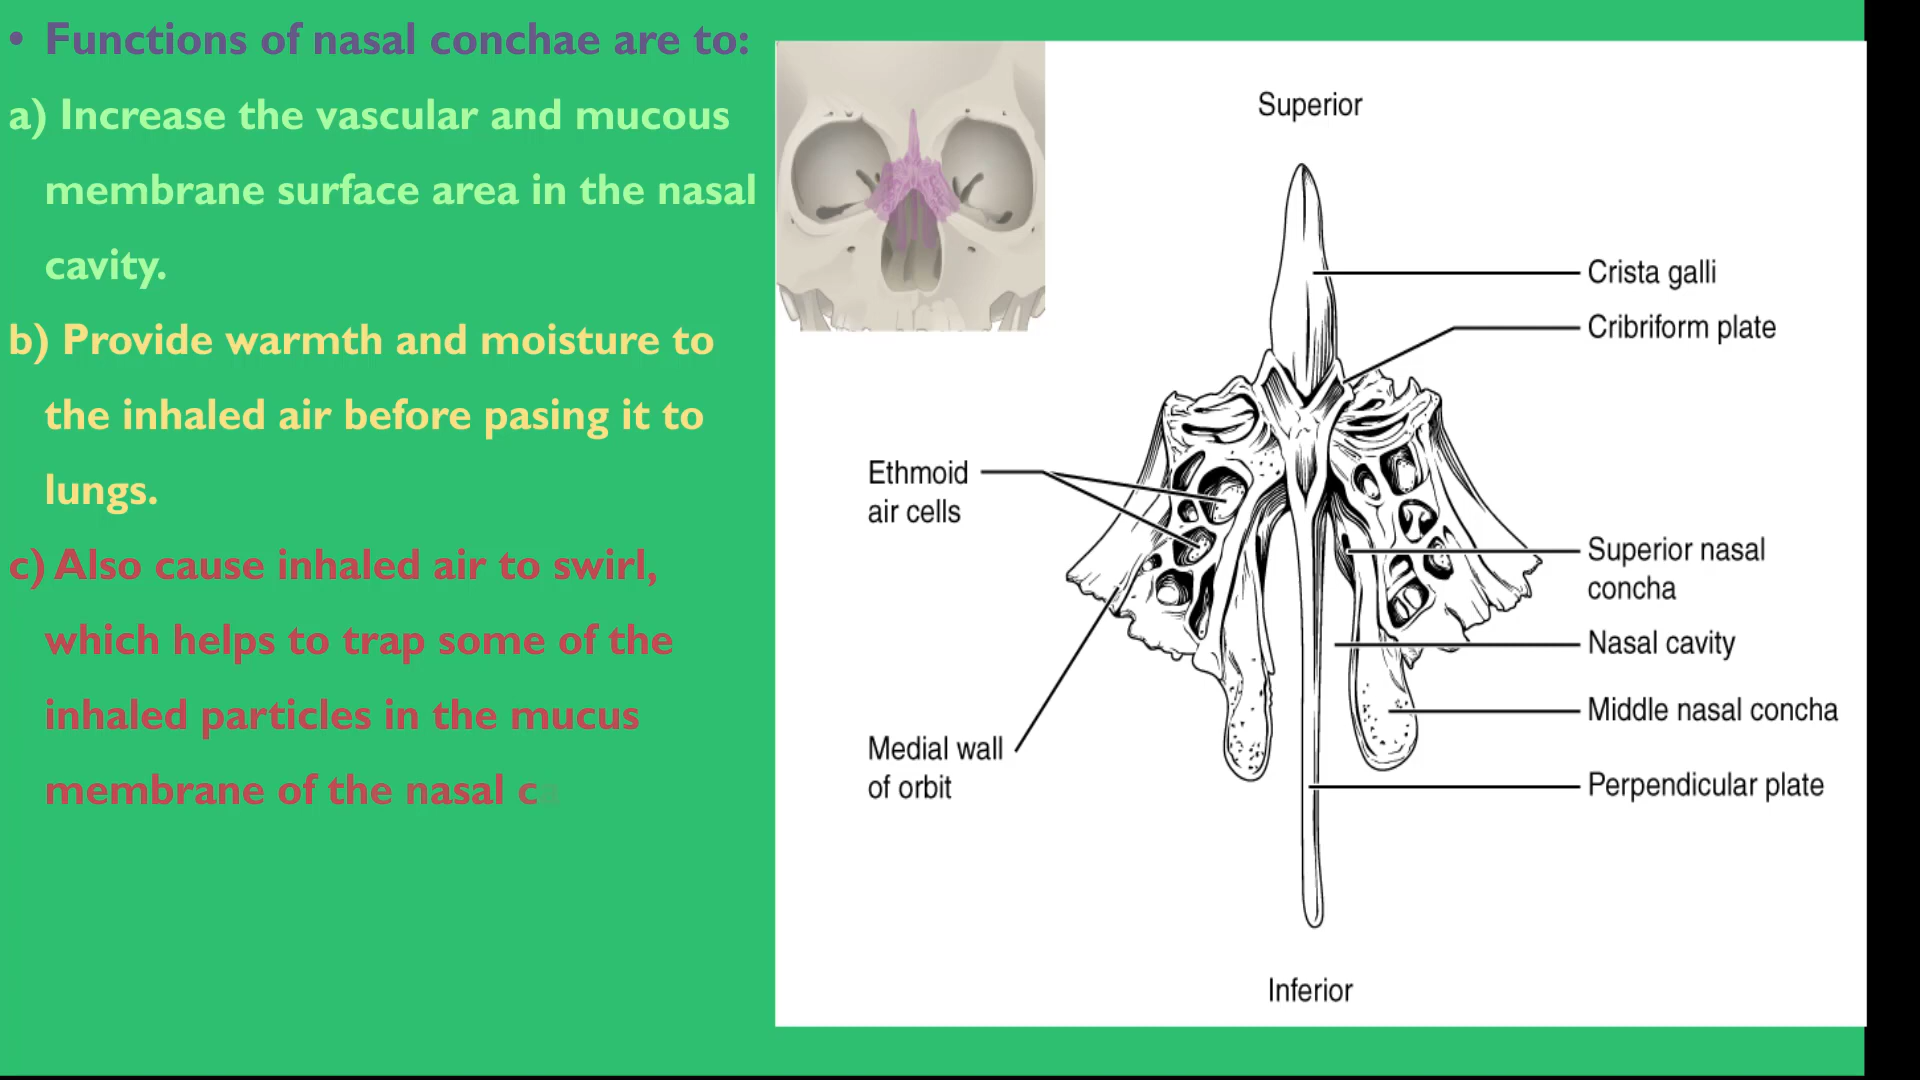 • Functions of nasal conchae are to:
a) Increase the vascular and mucous
membrane surface area in the nasal
cavity.
b) Provide warmth and moisture to
the inhaled air before pasing it to
lungs.
c) Also cause inhaled air to swirl,
which helps to trap some of the
inhaled particles in the mucus
membrane of the nasal ca
Superior
Crista galli
Cribriform plate
Ethmoid
air cells
Superior nasal
concha
Nasal cavity
Middle nasal concha
Medial wall
of orbit
Perpendicular plate
Inferior